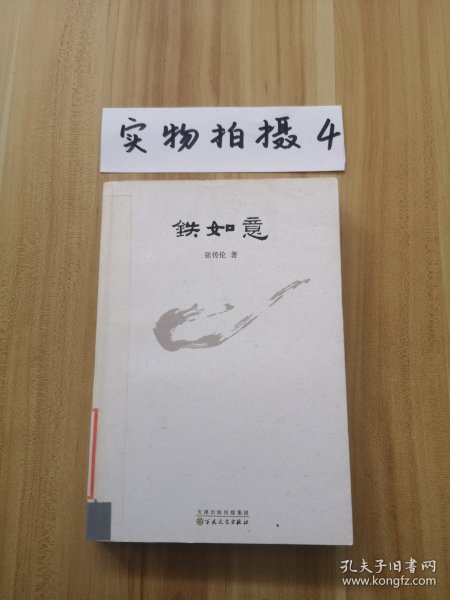 实物拍摄4
鉄如意
张传伦 著
天津出版传媒集团
百花文艺出版社
孔夫子旧书网
www.kongfz.com